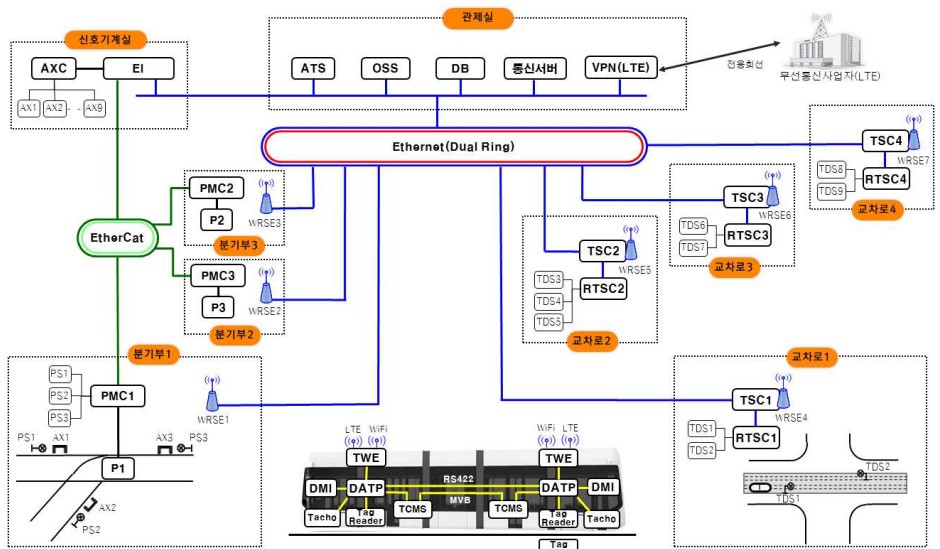 관제실
신호기계실
AXC
EI
AX1
AX2
. .
AX9
ATS
OSS
DB
통신서버
VPN(LTE)
전용회선
무선통신사업자(LTE)
Ethernet(Dual Ring)
TSC4
WRSE7
TDS8
TDS9
RTSC4
교차로4
PMC2
P2
WRSE3
분기부3
EtherCat
PMC3
P3
WRSE2
분기부2
TSC3
WRSE6
TDS6
TDS7
RTSC3
교차로3
TSC2
WRSE5
TDS3
TDS4
TDS5
RTSC2
교차로2
분기부1
PS1
PS2
PS3
PMC1
WRSE1
PS1
AX1
AX3
PS3
P1
AX2
PS2
교차로1
TSC1
WRSE4
TDS1
TDS2
RTSC1
TDS2
TDS1
LTE
WiFi
WiFi
LTE
TWE
TWE
RS422
DMI
DATP
DATP
DMI
MVB
TCMS
TCMS
Tacho
Tag
Reader
Tag
Reader
Tacho
Tag